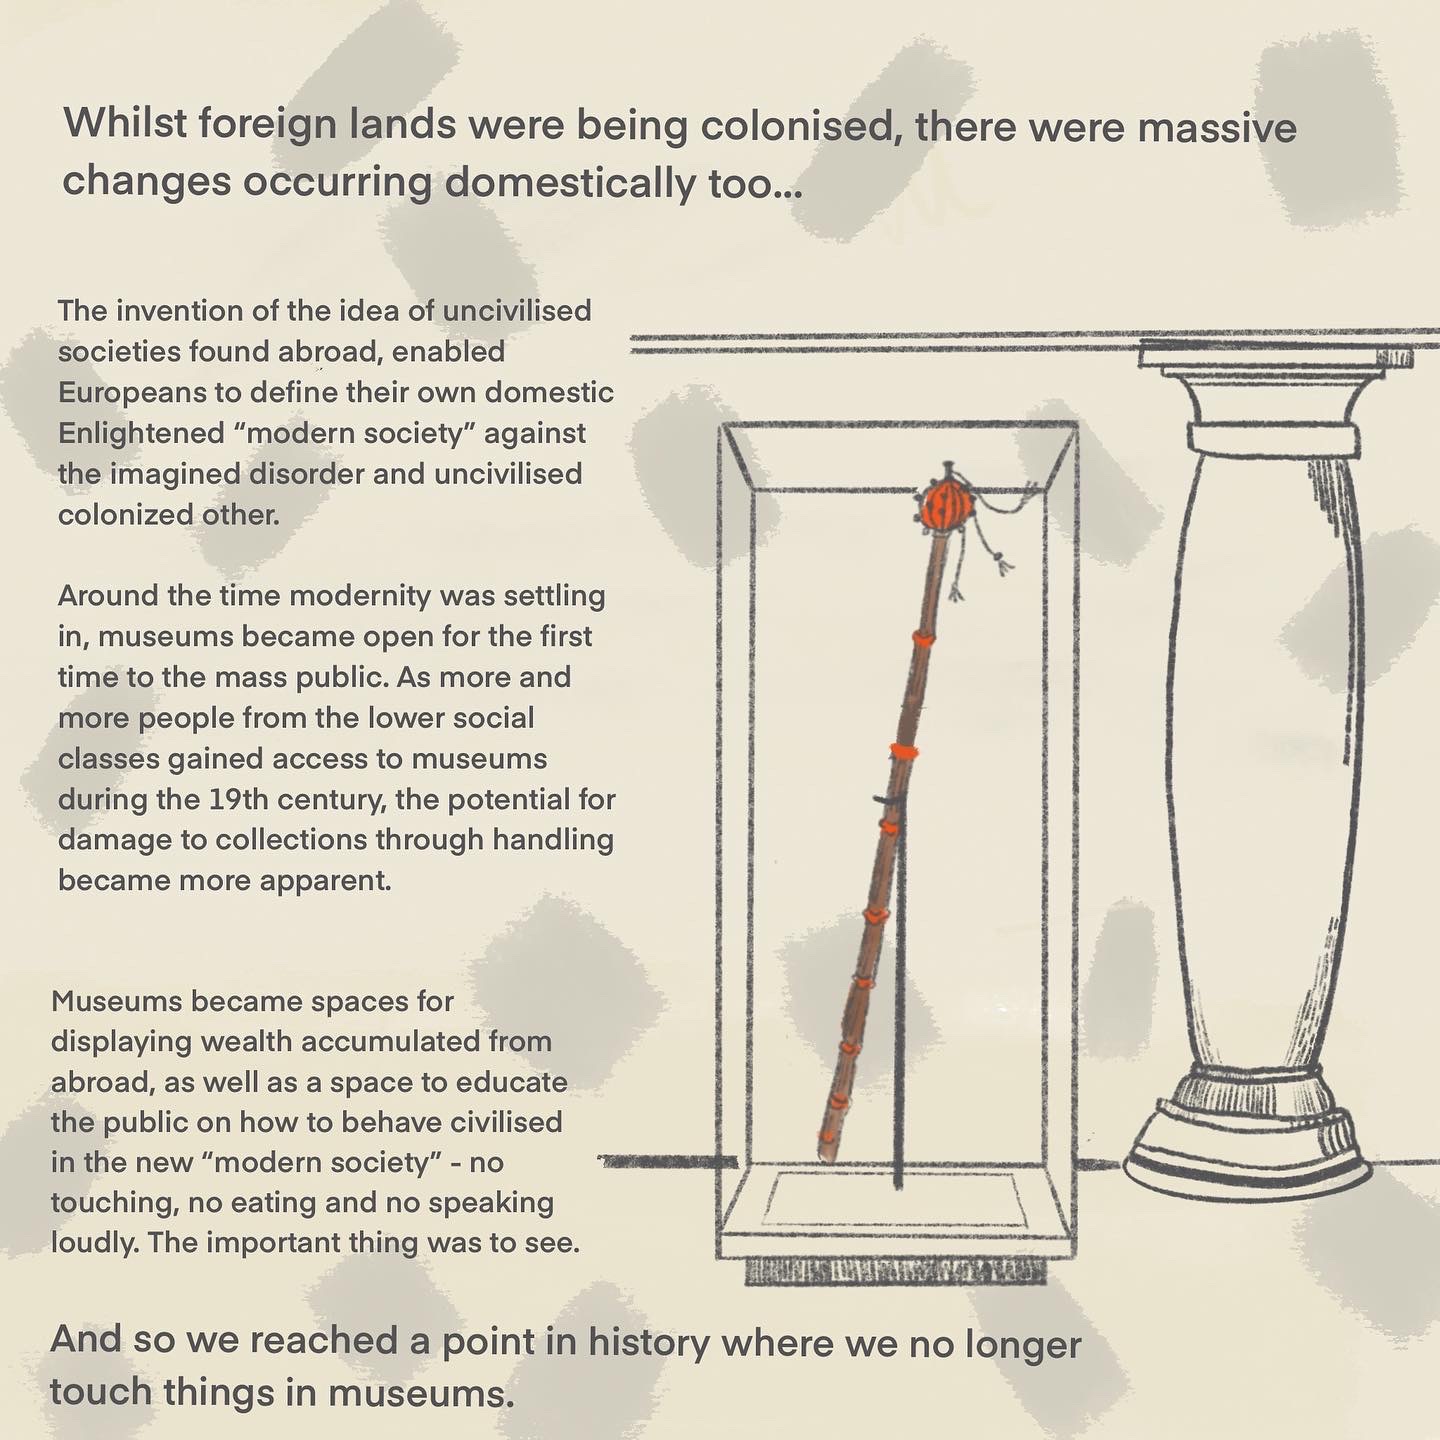 Whilst foreign lands were being colonised, there were massive
changes occurring domestically too...
The invention of the idea of uncivilised
societies found abroad, enabled
Europeans to define their own domestic
Enlightened “modern society” against
the imagined disorder and uncivilised
colonized other.
Around the time modernity was settling
in, museums became open for the first
time to the mass public. As more and
more people from the lower social
classes gained access to museums
during the 19th century, the potential for
damage to collections through handling
became more apparent.
Museums became spaces for
displaying wealth accumulated from
abroad, as well as a space to educate
the public on how to behave civilised
in the new “modern society” - no
touching, no eating and no speaking
loudly. The important thing was to see.
And so we reached a point in history where we no longer
touch things in museums.